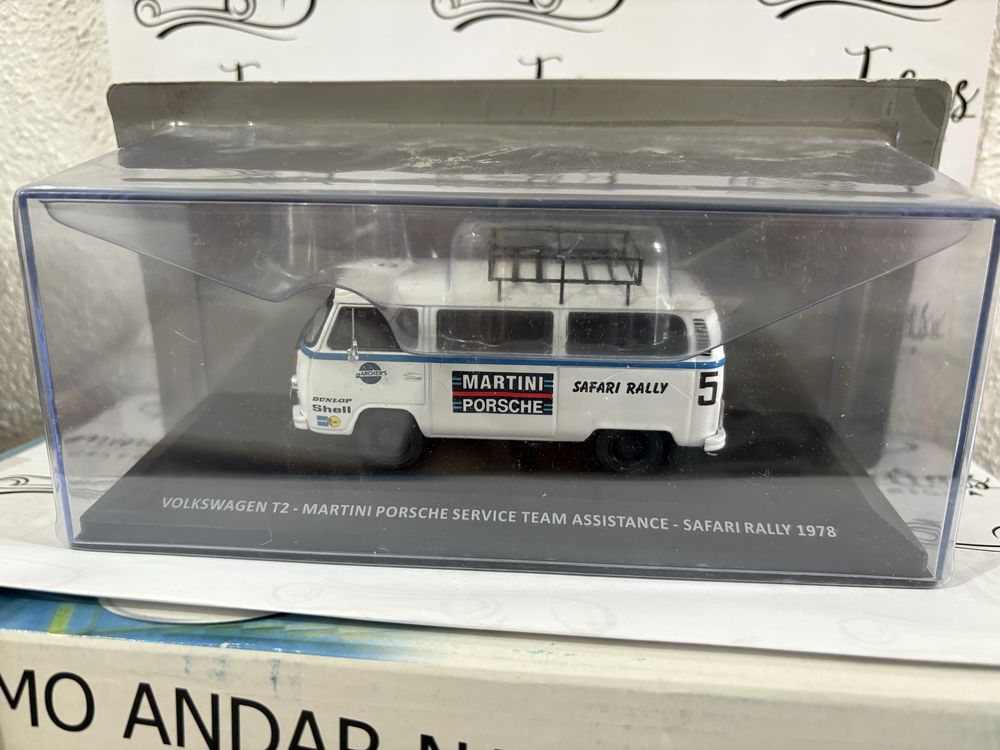 MARTINI
PORSCHE
SAFARI RALLY
5
DUNLOP
Shell
VOLKSWAGEN T2 - MARTINI PORSCHE SERVICE TEAM ASSISTANCE - SAFARI RALLY 1978
MO ANDAR